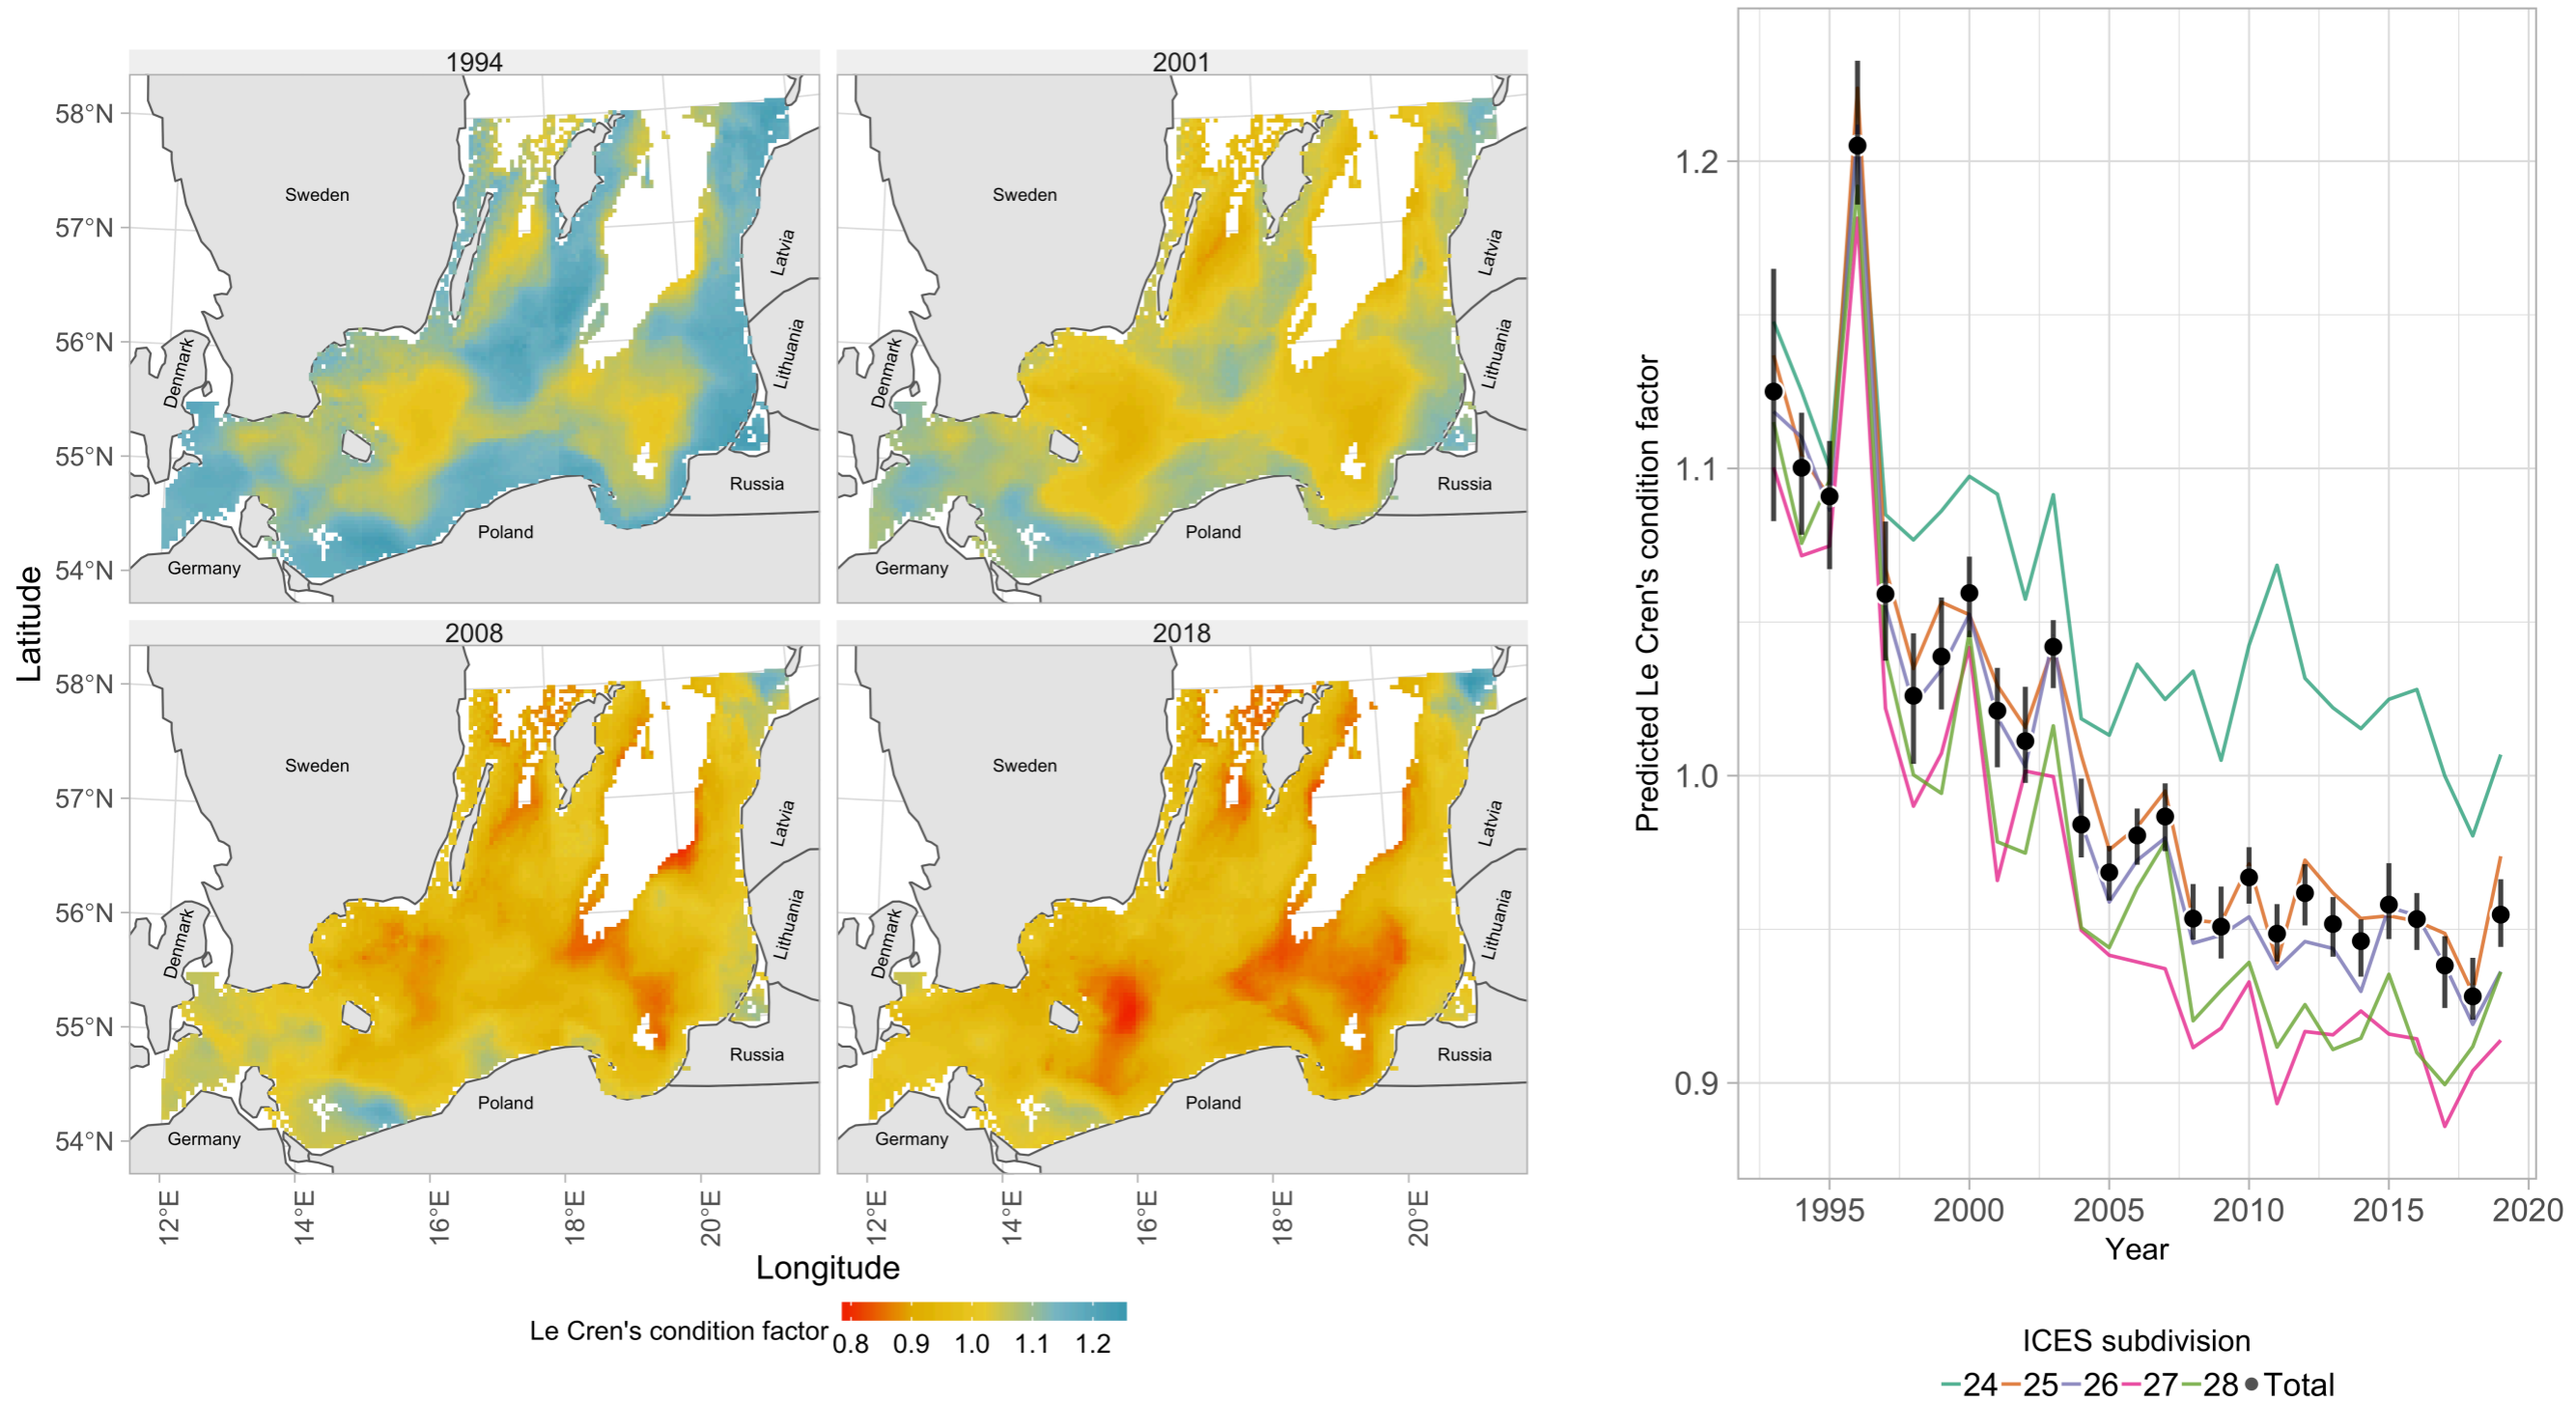 1994
2001
58°N
57°N
56°N
55°N
54°N
Sweden
Denmark
Germany
Poland
Russia
Lithuania
Latvia
Sweden
Denmark
Germany
Poland
Russia
Lithuania
Latvia
2008
2018
58°N
57°N
56°N
55°N
54°N
Sweden
Denmark
Germany
Poland
Russia
Lithuania
Latvia
Sweden
Denmark
Germany
Poland
Russia
Lithuania
Latvia
Latitude
12°E 14°E 16°E 18°E 20°E
12°E 14°E 16°E 18°E 20°E
Longitude
Le Cren's condition factor
0.8 0.9 1.0 1.1 1.2
Predicted Le Cren's condition factor
1.2
1.1
1.0
0.9
1995 2000 2005 2010 2015 2020
Year
ICES subdivision
24 25 26 27 28 Total